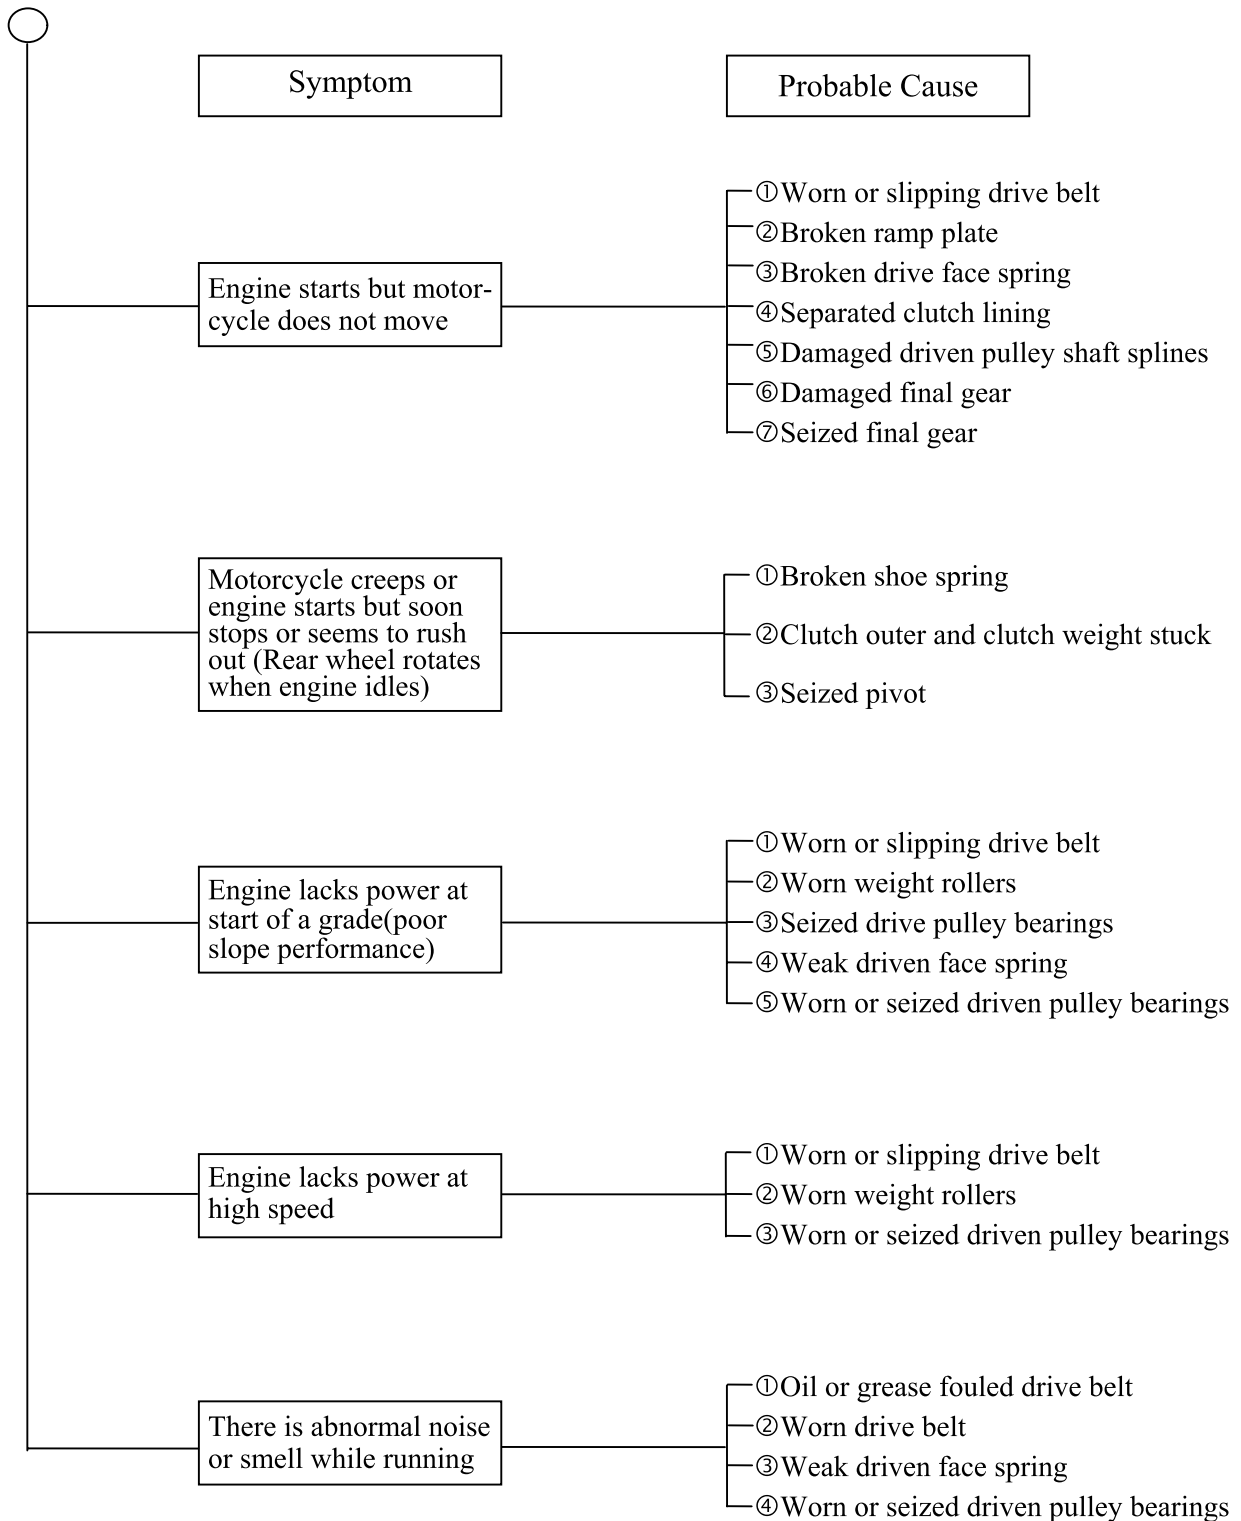 Symptom
Probable Cause
Engine starts but motor-
cycle does not move
①Worn or slipping drive belt
②Broken ramp plate
③Broken drive face spring
④Separated clutch lining
⑤Damaged driven pulley shaft splines
⑥Damaged final gear
⑦Seized final gear
Motorcycle creeps or
engine starts but soon
stops or seems to rush
out (Rear wheel rotates
when engine idles)
①Broken shoe spring
②Clutch outer and clutch weight stuck
③Seized pivot
Engine lacks power at
start of a grade(poor
slope performance)
①Worn or slipping drive belt
②Worn weight rollers
③Seized drive pulley bearings
④Weak driven face spring
⑤Worn or seized driven pulley bearings
Engine lacks power at
high speed
①Worn or slipping drive belt
②Worn weight rollers
③Worn or seized driven pulley bearings
There is abnormal noise
or smell while running
①Oil or grease fouled drive belt
②Worn drive belt
③Weak driven face spring
④Worn or seized driven pulley bearings